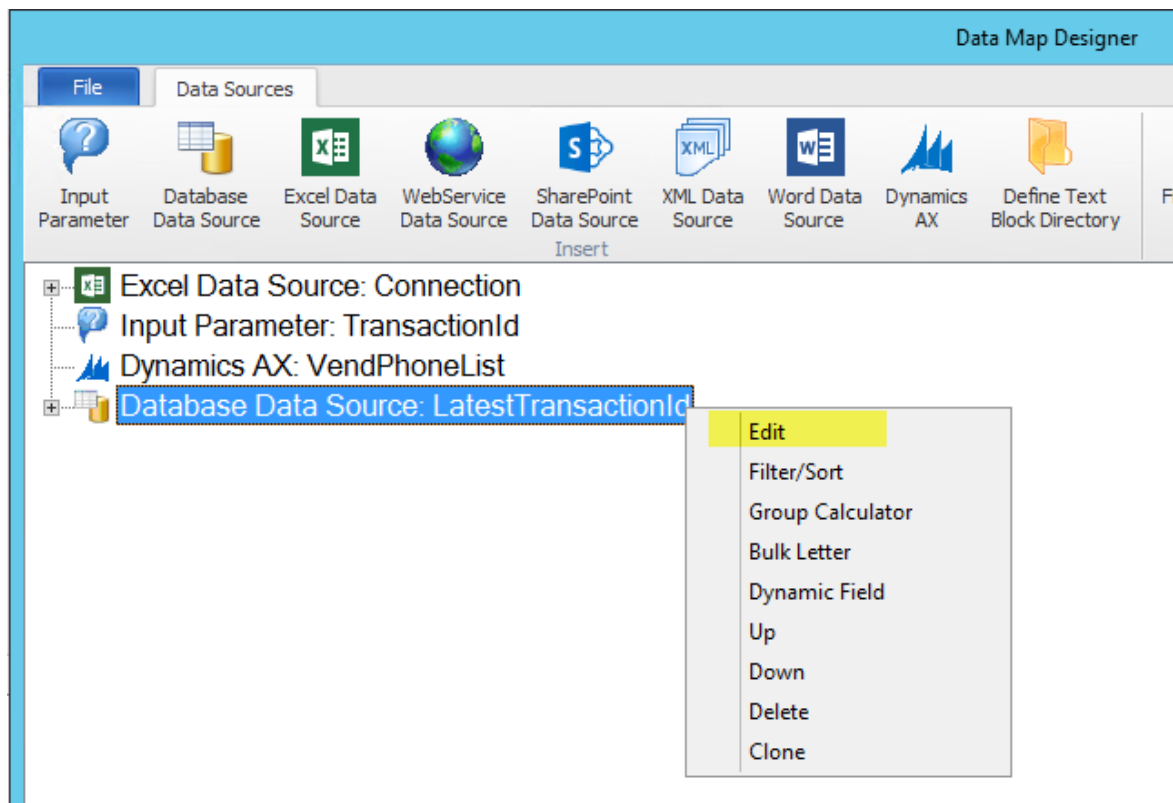 Data Map Designer
File Data Sources
Input Parameter
Database Data Source
Excel Data Source
WebService Data Source
SharePoint Data Source
XML Data Source
Word Data Source
Dynamics AX
Define Text Block Directory
Insert
Excel Data Source: Connection
Input Parameter: TransactionId
Dynamics AX: VendPhoneList
Database Data Source: LatestTransactionId
Edit
Filter/Sort
Group Calculator
Bulk Letter
Dynamic Field
Up
Down
Delete
Clone